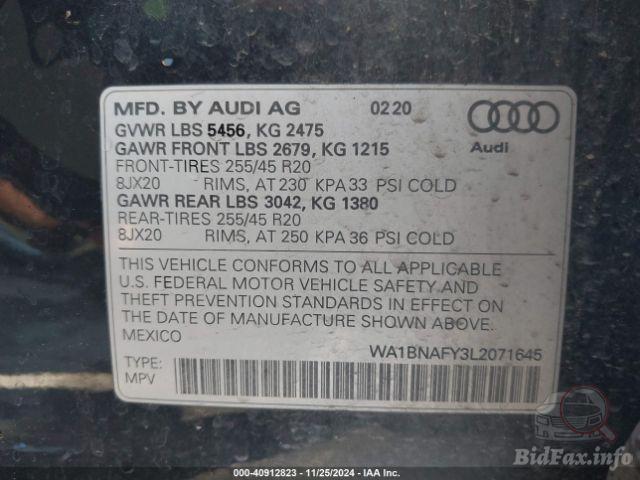 MFD. BY AUDI AG 02 20
GVWR LBS 5456, KG 2475
GAWR FRONT LBS 2679, KG 1215
FRONT-TIRES 255/45 R20
8JX20 RIMS, AT 230 KPA 33 PSI COLD
GAWR REAR LBS 3042, KG 1380
REAR-TIRES 255/45 R20
8JX20 RIMS, AT 250 KPA 36 PSI COLD
Audi
THIS VEHICLE CONFORMS TO ALL APPLICABLE
U.S. FEDERAL MOTOR VEHICLE SAFETY AND
THEFT PREVENTION STANDARDS IN EFFECT ON
THE DATE OF MANUFACTURE SHOWN ABOVE.
MEXICO
WA1BNAFY3L2071645
TYPE:
MPV
BidFax.info
000-40912823 - 11/25/2024 - IAA Inc.